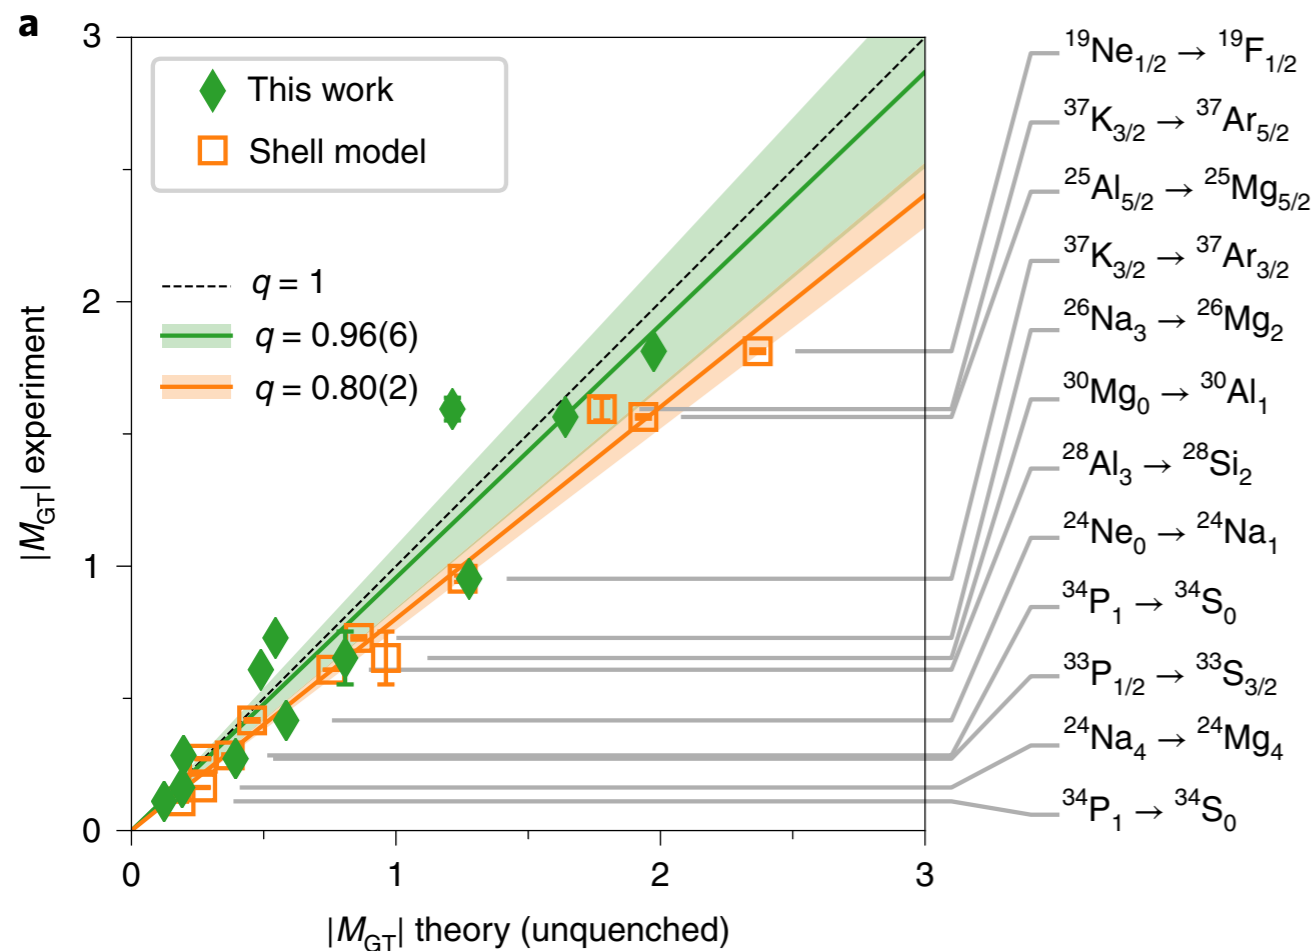 a
3
2
1
0
|M_GT| experiment
This work
Shell model
q = 1
q = 0.96(6)
q = 0.80(2)
0
1
2
3
|M_GT| theory (unquenched)
¹⁹Ne₁/₂ → ¹⁹F₁/₂
³⁷K₃/₂ → ³⁷Ar₅/₂
²⁵Al₅/₂ → ²⁵Mg₅/₂
³⁷K₃/₂ → ³⁷Ar₃/₂
²⁶Na₃ → ²⁶Mg₂
³⁰Mg₀ → ³⁰Al₁
²⁸Al₃ → ²⁸Si₂
²⁴Ne₀ → ²⁴Na₁
³⁴P₁ → ³⁴S₀
³³P₁/₂ → ³³S₃/₂
²⁴Na₄ → ²⁴Mg₄
³⁴P₁ → ³⁴S₀